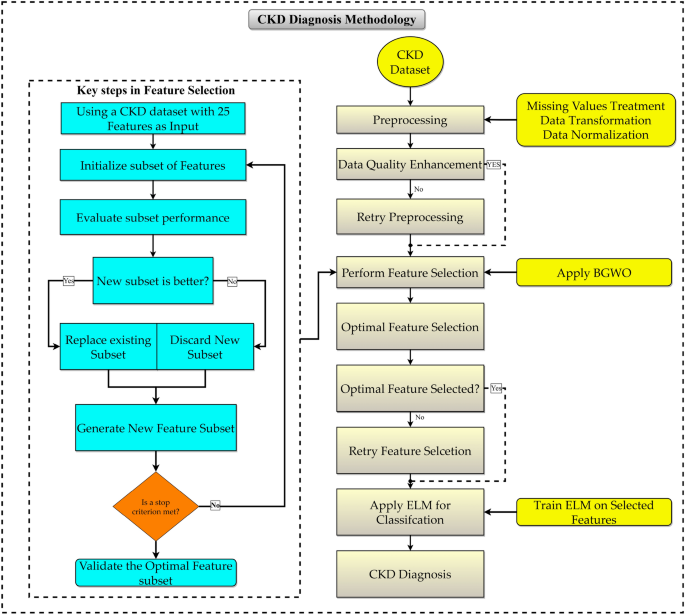 CKD Diagnosis Methodology
Key steps in Feature Selection
Using a CKD dataset with 25
Features as Input
Initialize subset of Features
Evaluate subset performance
New subset is better?
Yes
No
Replace existing
Subset
Discard New
Subset
Generate New Feature Subset
Is a stop
criterion met?
No
Validate the Optimal Feature
subset
CKD
Dataset
Preprocessing
Missing Values Treatment
Data Transformation
Data Normalization
Data Quality Enhancement
YES
No
Retry Preprocessing
Perform Feature Selection
Apply BGWO
Optimal Feature Selection
Optimal Feature Selected?
Yes
No
Retry Feature Selcetion
Apply ELM for
Classifcation
Train ELM on Selected
Features
CKD Diagnosis